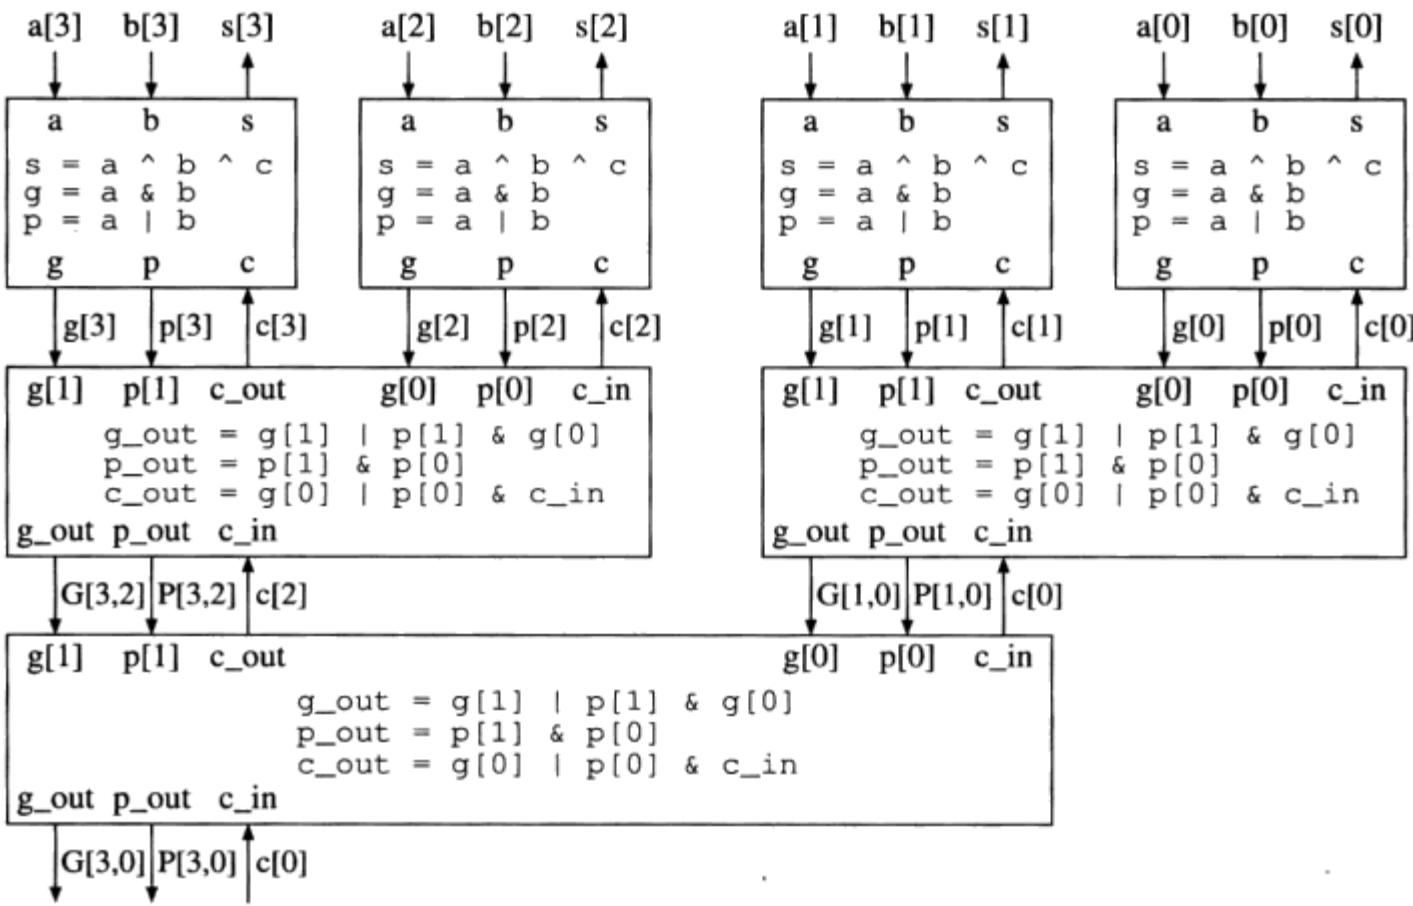 a[3] b[3] s[3] a[2] b[2] s[2] a[1] b[1] s[1] a[0] b[0] s[0]
a b s a b s a b s a b s
s = a ^ b ^ c s = a ^ b ^ c s = a ^ b ^ c s = a ^ b ^ c
g = a & b g = a & b g = a & b g = a & b
p = a | b p = a | b p = a | b p = a | b
g p c g p c g p c g p c
g[3] p[3] c[3] g[2] p[2] c[2] g[1] p[1] c[1] g[0] p[0] c[0]
g[1] p[1] c_out g[0] p[0] c_in g[1] p[1] c_out g[0] p[0] c_in
g_out = g[1] | p[1] & g[0] g_out = g[1] | p[1] & g[0]
p_out = p[1] & p[0] p_out = p[1] & p[0]
c_out = g[0] | p[0] & c_in c_out = g[0] | p[0] & c_in
g_out p_out c_in g_out p_out c_in
G[3,2] P[3,2] c[2] G[1,0] P[1,0] c[0]
g[1] p[1] c_out g[0] p[0] c_in
g_out = g[1] | p[1] & g[0]
p_out = p[1] & p[0]
c_out = g[0] | p[0] & c_in
g_out p_out c_in
G[3,0] P[3,0] c[0]